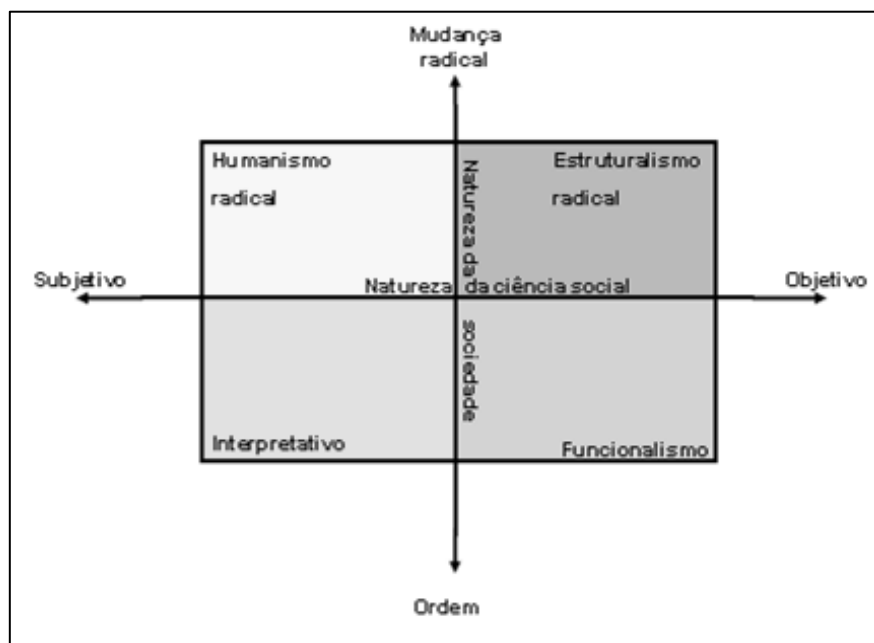 Mudança
radical
Humanismo
radical
Estruturalismo
radical
Natureza da
sociedade
Subjetivo
Natureza da ciência social
Objetivo
Interpretativo
Funcionalismo
Ordem